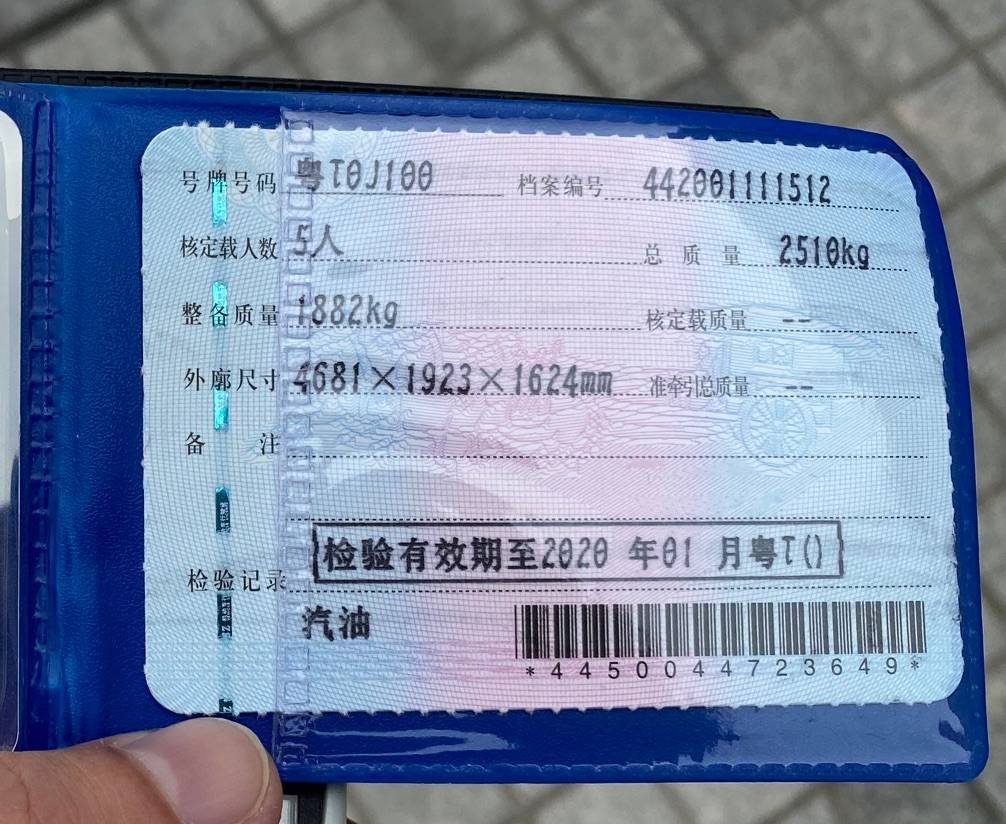 号牌号码 粤T0J100 档案编号 442001111512
核定载人数 5人 总质量 2510kg
整备质量 1882kg 核定载质量 --
外廓尺寸 4681×1923×1624mm 准牵引总质量 --
备注
检验有效期至2020 年01 月粤T()
检验记录
汽油
*4450044723649*